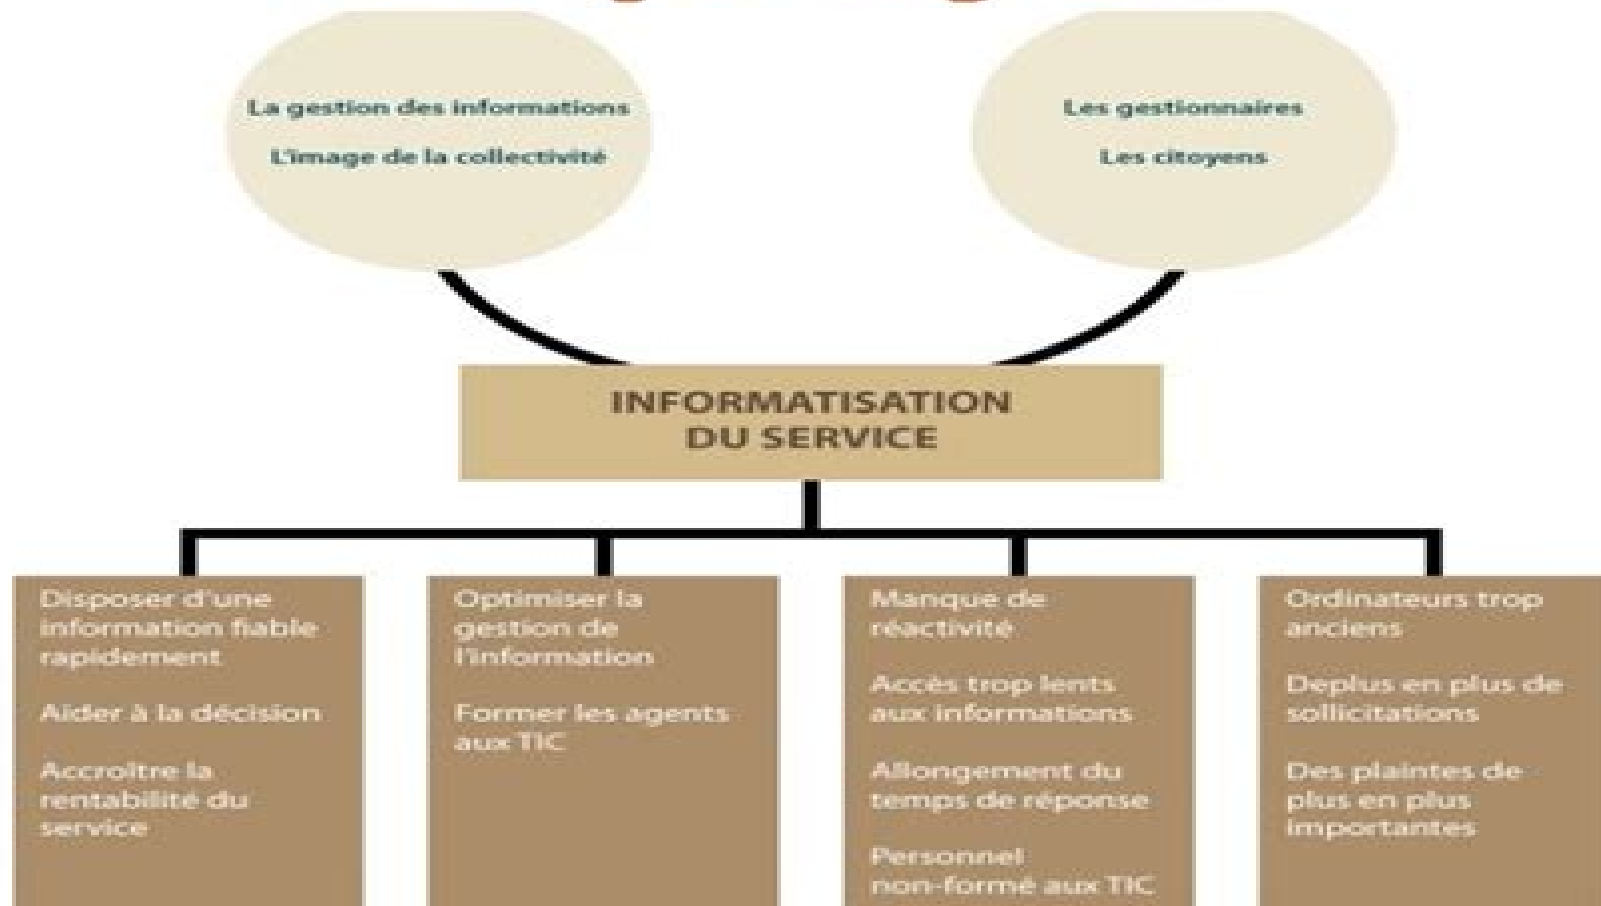 La gestion des informations
L'image de la collectivité
Les gestionnaires
Les citoyens
INFORMATISATION
DU SERVICE
Disposer d'une
information fiable
rapidement
Aider à la décision
Accroître la
rentabilité du
service
Optimiser la
gestion de
l'information
Former les agents
aux TIC
Manque de
réactivité
Accès trop lents
aux informations
Allongement du
temps de réponse
Personnel
non-formé aux TIC
Ordinateurs trop
anciens
Deplus en plus de
sollicitations
Des plaintes de
plus en plus
importantes